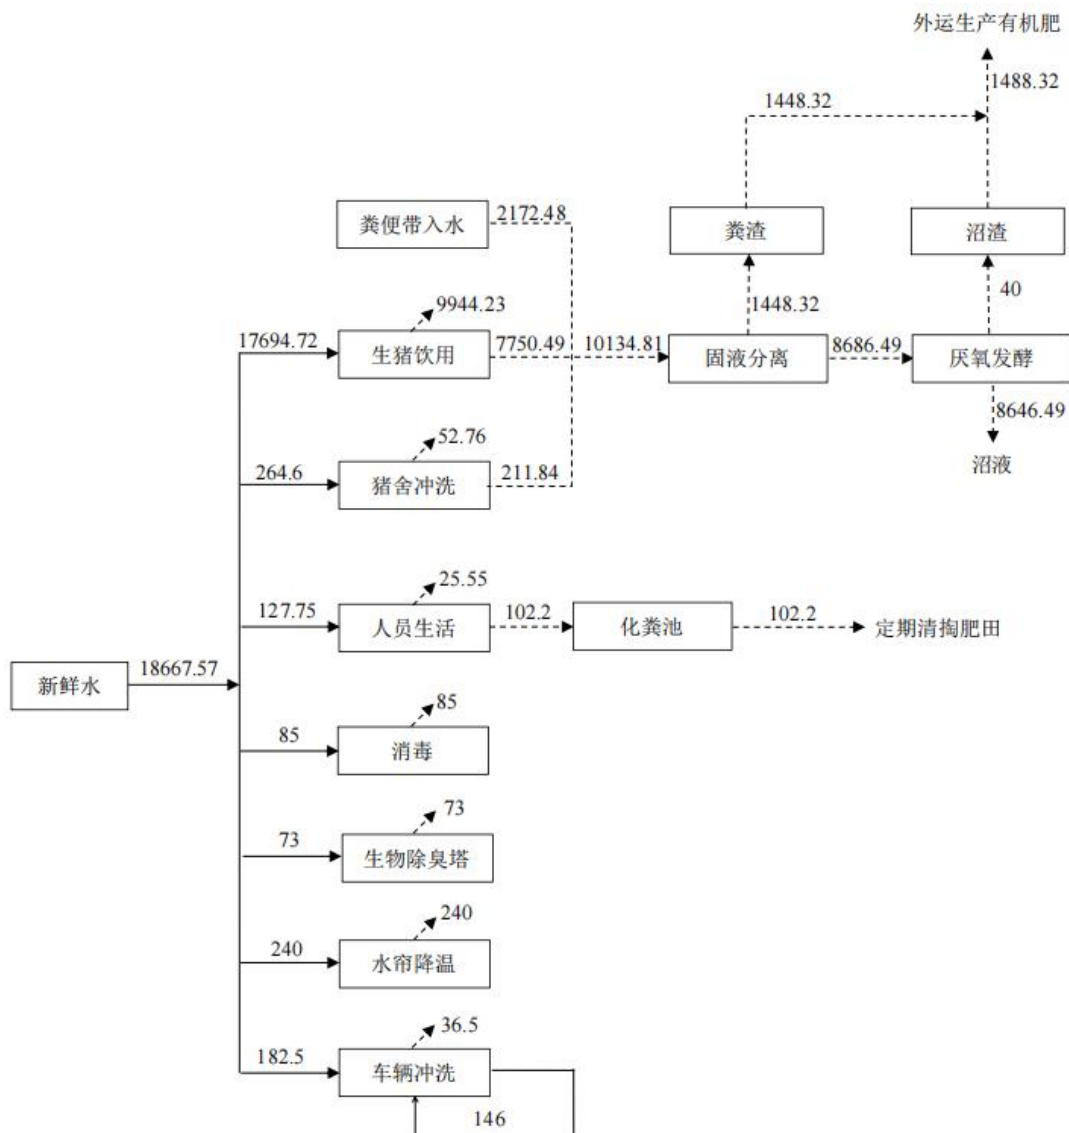 外运生产有机肥
1488.32
1448.32
粪便带入水
2172.48
粪渣
沼渣
9944.23
1448.32
40
17694.72
生猪饮用
7750.49
10134.81
固液分离
8686.49
厌氧发酵
8646.49
52.76
沼液
264.6
猪舍冲洗
211.84
25.55
127.75
人员生活
102.2
化粪池
102.2
定期清掏肥田
新鲜水
18667.57
85
85
消毒
73
73
生物除臭塔
240
240
水帘降温
36.5
182.5
车辆冲洗
146